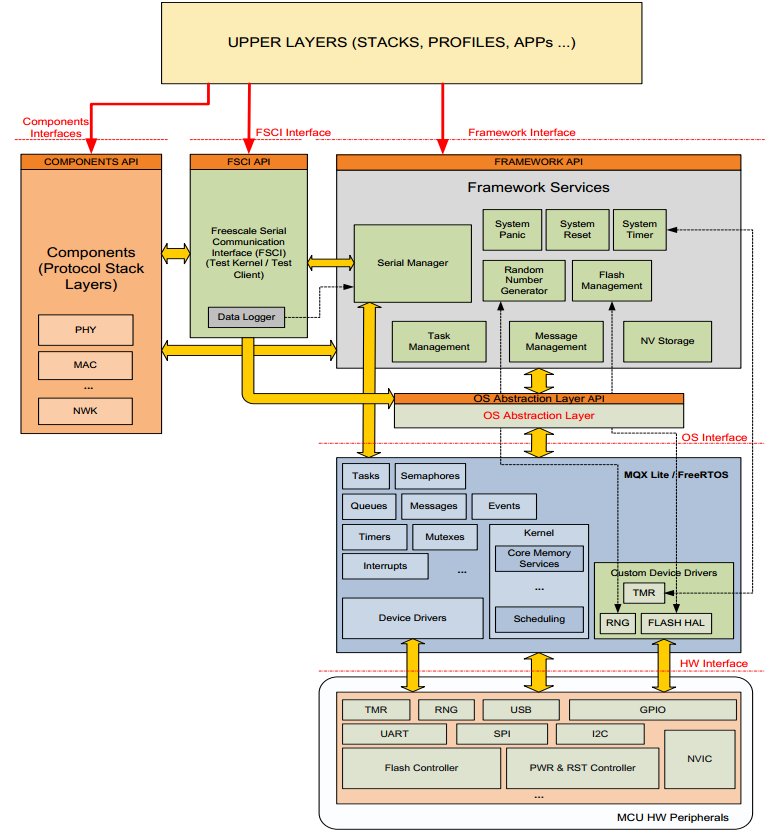 UPPER LAYERS (STACKS, PROFILES, APPs ...)
Components
Interfaces
FSCI Interface
Framework Interface
COMPONENTS API
FSCI API
FRAMEWORK API
Components
(Protocol Stack
Layers)
PHY
MAC
...
NWK
Freescale Serial
Communication
Interface (FSCI)
(Test Kernel / Test
Client)
Data Logger
Framework Services
Serial Manager
System
Panic
System
Reset
System
Timer
Random
Number
Generator
Flash
Management
Task
Management
Message
Management
NV Storage
OS Abstraction Layer API
OS Abstraction Layer
OS Interface
MQX Lite / FreeRTOS
Tasks
Semaphores
Queues
Messages
Events
Timers
Mutexes
Interrupts
...
Kernel
Core Memory
Services
...
Scheduling
Device Drivers
Custom Device Drivers
TMR
RNG
FLASH HAL
HW Interface
TMR
RNG
USB
GPIO
UART
SPI
I2C
NVIC
Flash Controller
PWR & RST Controller
...
MCU HW Peripherals